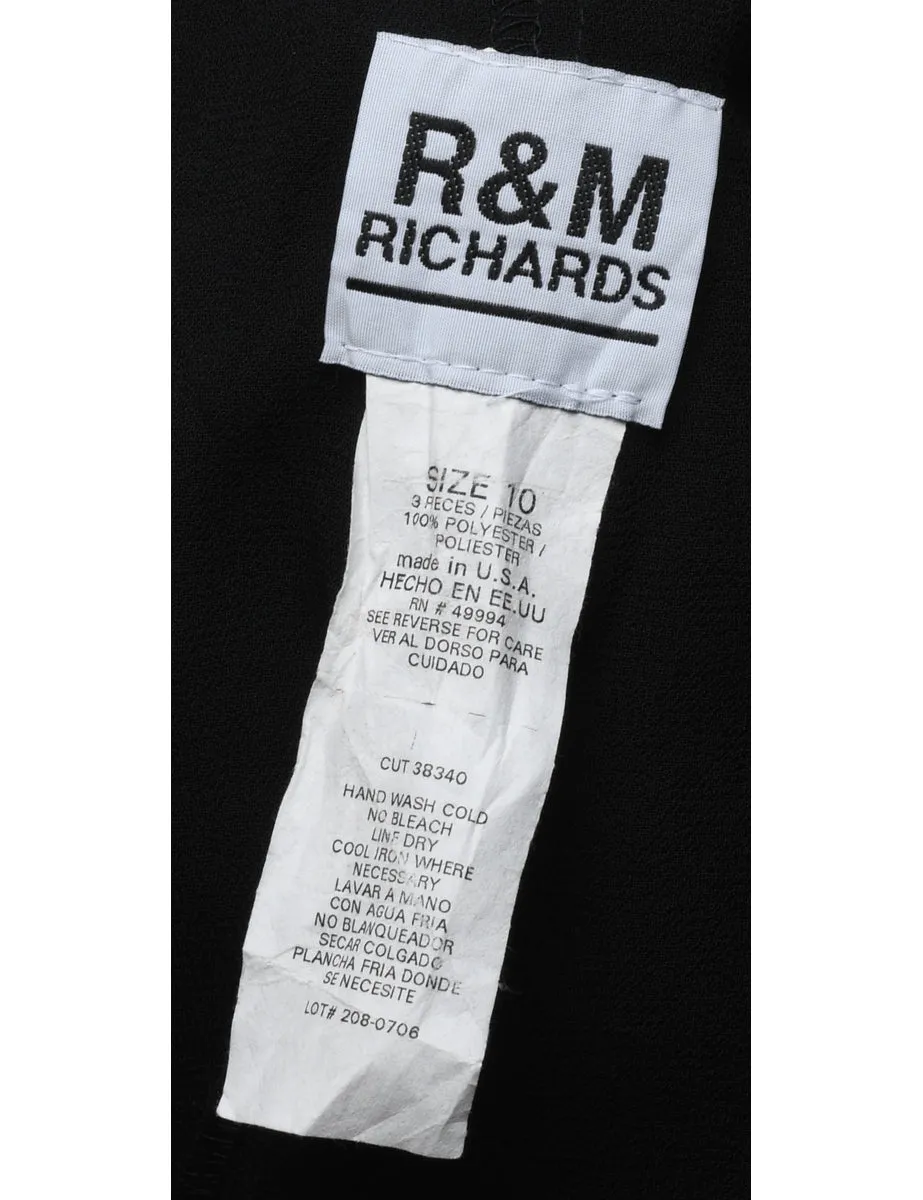 R&M
RICHARDS
SIZE 10
3 PECES / PIEZAS
100% POLYESTER /
POLIESTER
made in U.S.A.
HECHO EN EE.UU
RN # 49994
SEE REVERSE FOR CARE
VER AL DORSO PARA
CUIDADO
CUT 38340
HAND WASH COLD
NO BLEACH
LINE DRY
COOL IRON WHERE
NECESSARY
LAVAR A MANO
CON AGUA FRIA
NO BLANQUEADOR
SECAR COLGADO
PLANCHA FRIA DONDE
SE NECESITE
LOT# 208-0706